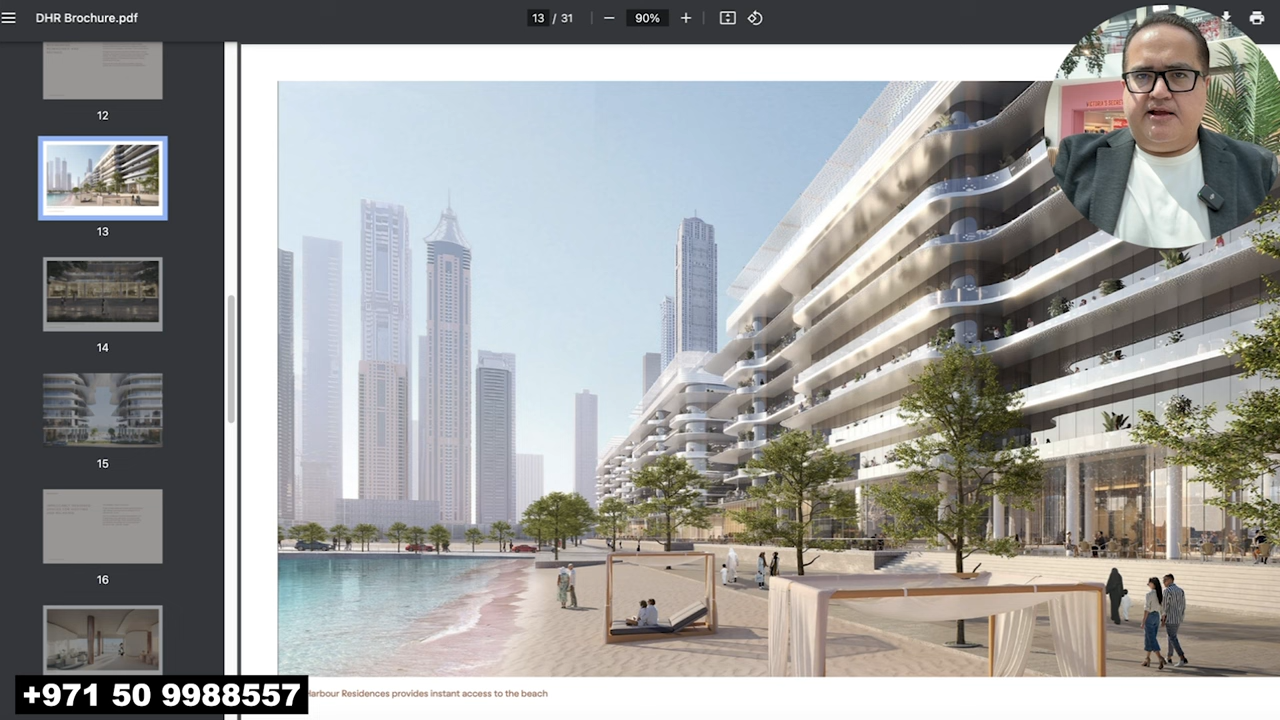 DHR Brochure.pdf
13 / 31
90%
12
13
14
15
16
Harbour Residences provides instant access to the beach
+971 50 9988557